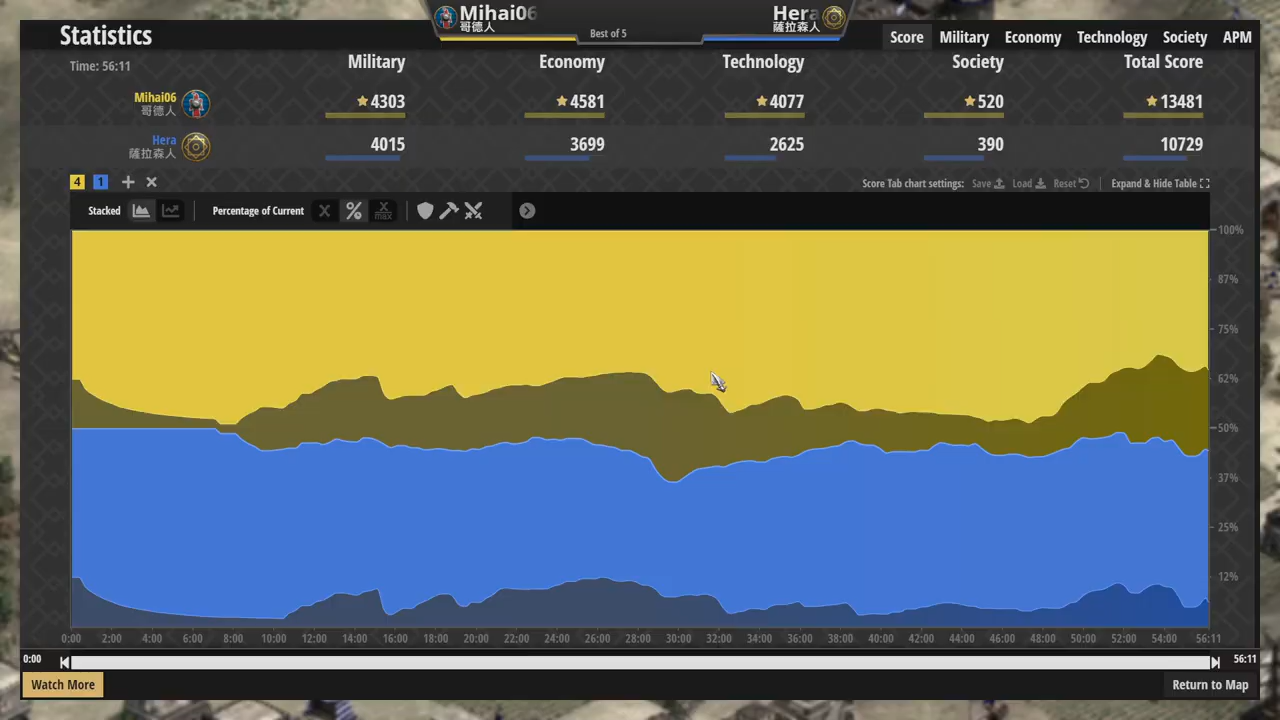 Mihai06
哥德人
Best of 5
Hera
薩拉森人
Statistics
Score Military Economy Technology Society APM
Time: 56:11
Military Economy Technology Society Total Score
Mihai06
哥德人
4303 4581 4077 520 13481
Hera
薩拉森人
4015 3699 2625 390 10729
4 1
Score Tab chart settings: Save Load Reset Expand & Hide Table
Stacked Percentage of Current X % X max
100%
87%
75%
62%
50%
37%
25%
12%
0:00 2:00 4:00 6:00 8:00 10:00 12:00 14:00 16:00 18:00 20:00 22:00 24:00 26:00 28:00 30:00 32:00 34:00 36:00 38:00 40:00 42:00 44:00 46:00 48:00 50:00 52:00 54:00 56:11
0:00 56:11
Watch More Return to Map